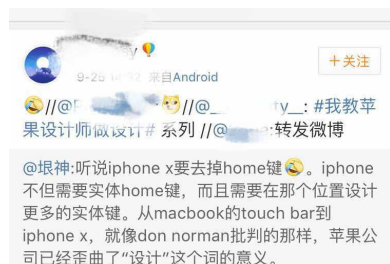 y
+关注
9-25 来自Android
//@ //@_ ty__: #我教苹
果设计师做设计# 系列 //@ :转发微博
@垠神:听说iphone x要去掉home键 。iphone
不但需要实体home键，而且需要在那个位置设计
更多的实体键。从macbook的touch bar到
iphone x，就像don norman批判的那样，苹果公
司已经歪曲了“设计”这个词的意义。